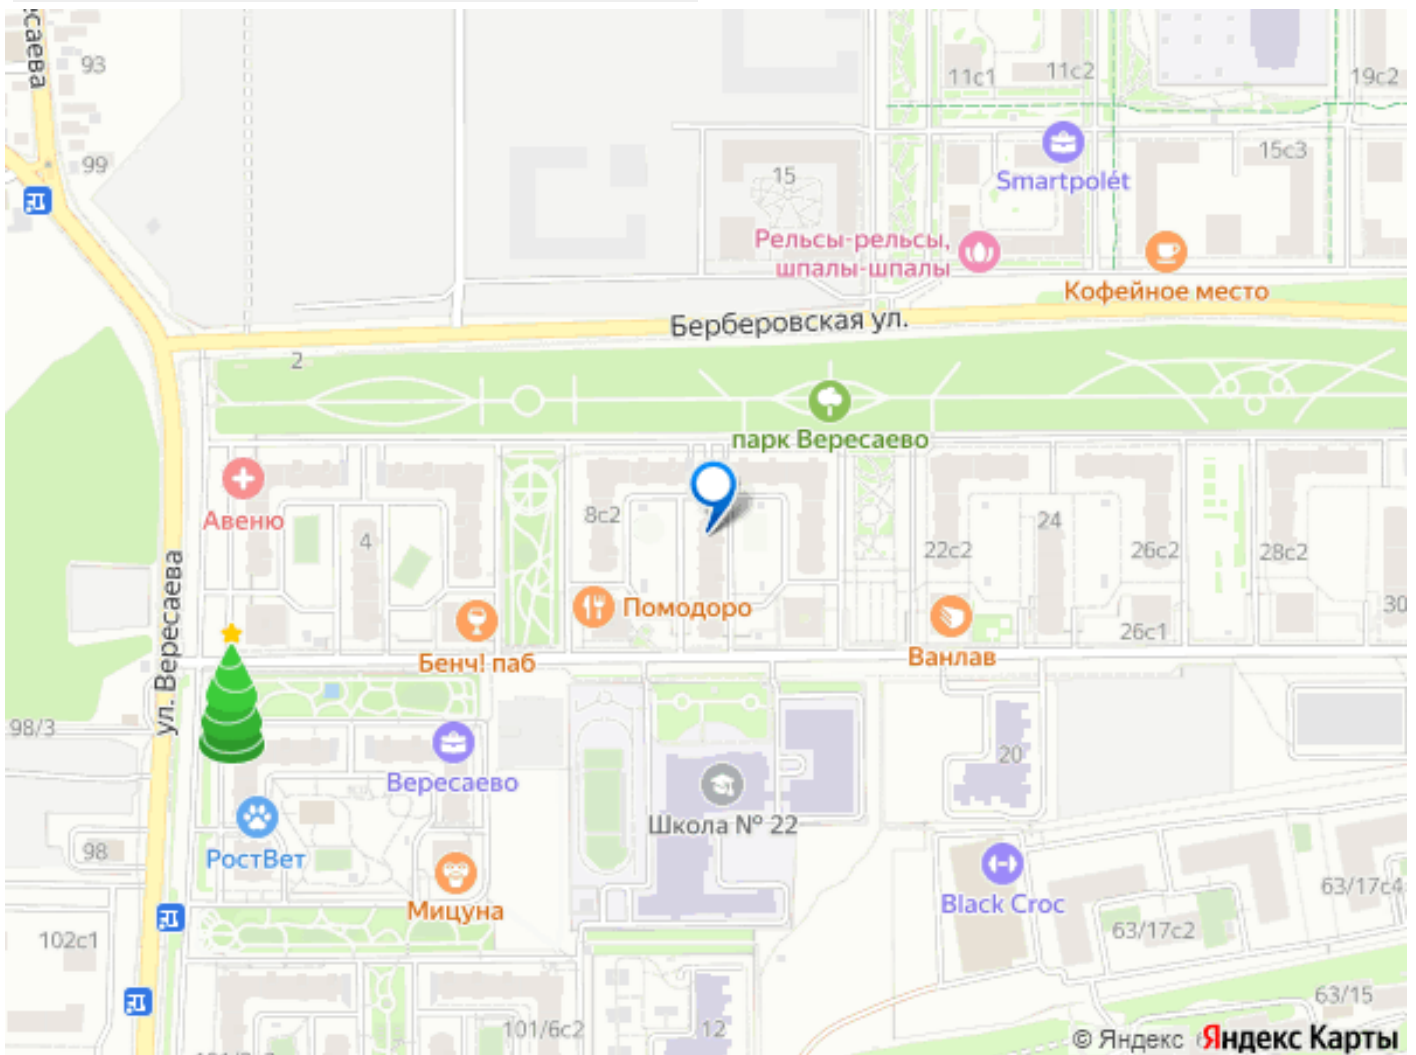 93
99
11с1
11с2
19с2
15с3
15
Smartpolét
Рельсы-рельсы,
шпалы-шпалы
Кофейное место
Берберовская ул.
2
парк Вересаево
Авеню
4
8с2
22с2
24
26с2
28с2
ул. Вересаева
Помодоро
30
26с1
Бенч! паб
Ванлав
98/3
Вересаево
20
Школа № 22
98
РостВет
Мицуна
Black Croc
63/17с4
63/17с2
102с1
63/15
101/6с2
12
© Яндекс
Яндекс Карты